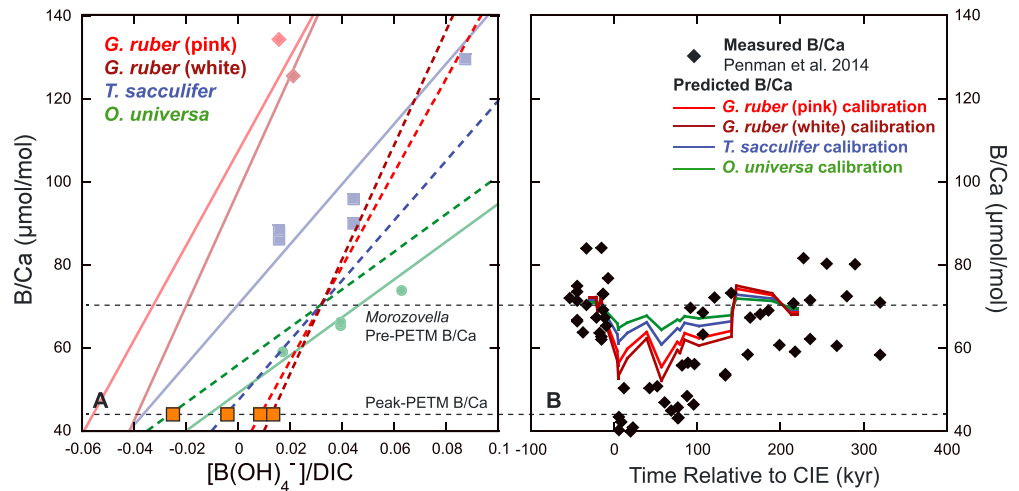 140
120
100
80
60
40
B/Ca (μmol/mol)
G. ruber (pink)
G. ruber (white)
T. sacculifer
O. universa
Morozovella
Pre-PETM B/Ca
Peak-PETM B/Ca
A
-0.06 -0.04 -0.02 0 0.02 0.04 0.06 0.08 0.1
[B(OH)4-]/DIC
Measured B/Ca
Penman et al. 2014
Predicted B/Ca
G. ruber (pink) calibration
G. ruber (white) calibration
T. sacculifer calibration
O. universa calibration
B
-100 0 100 200 300 400
Time Relative to CIE (kyr)
140
120
100
80
60
40
B/Ca (μmol/mol)